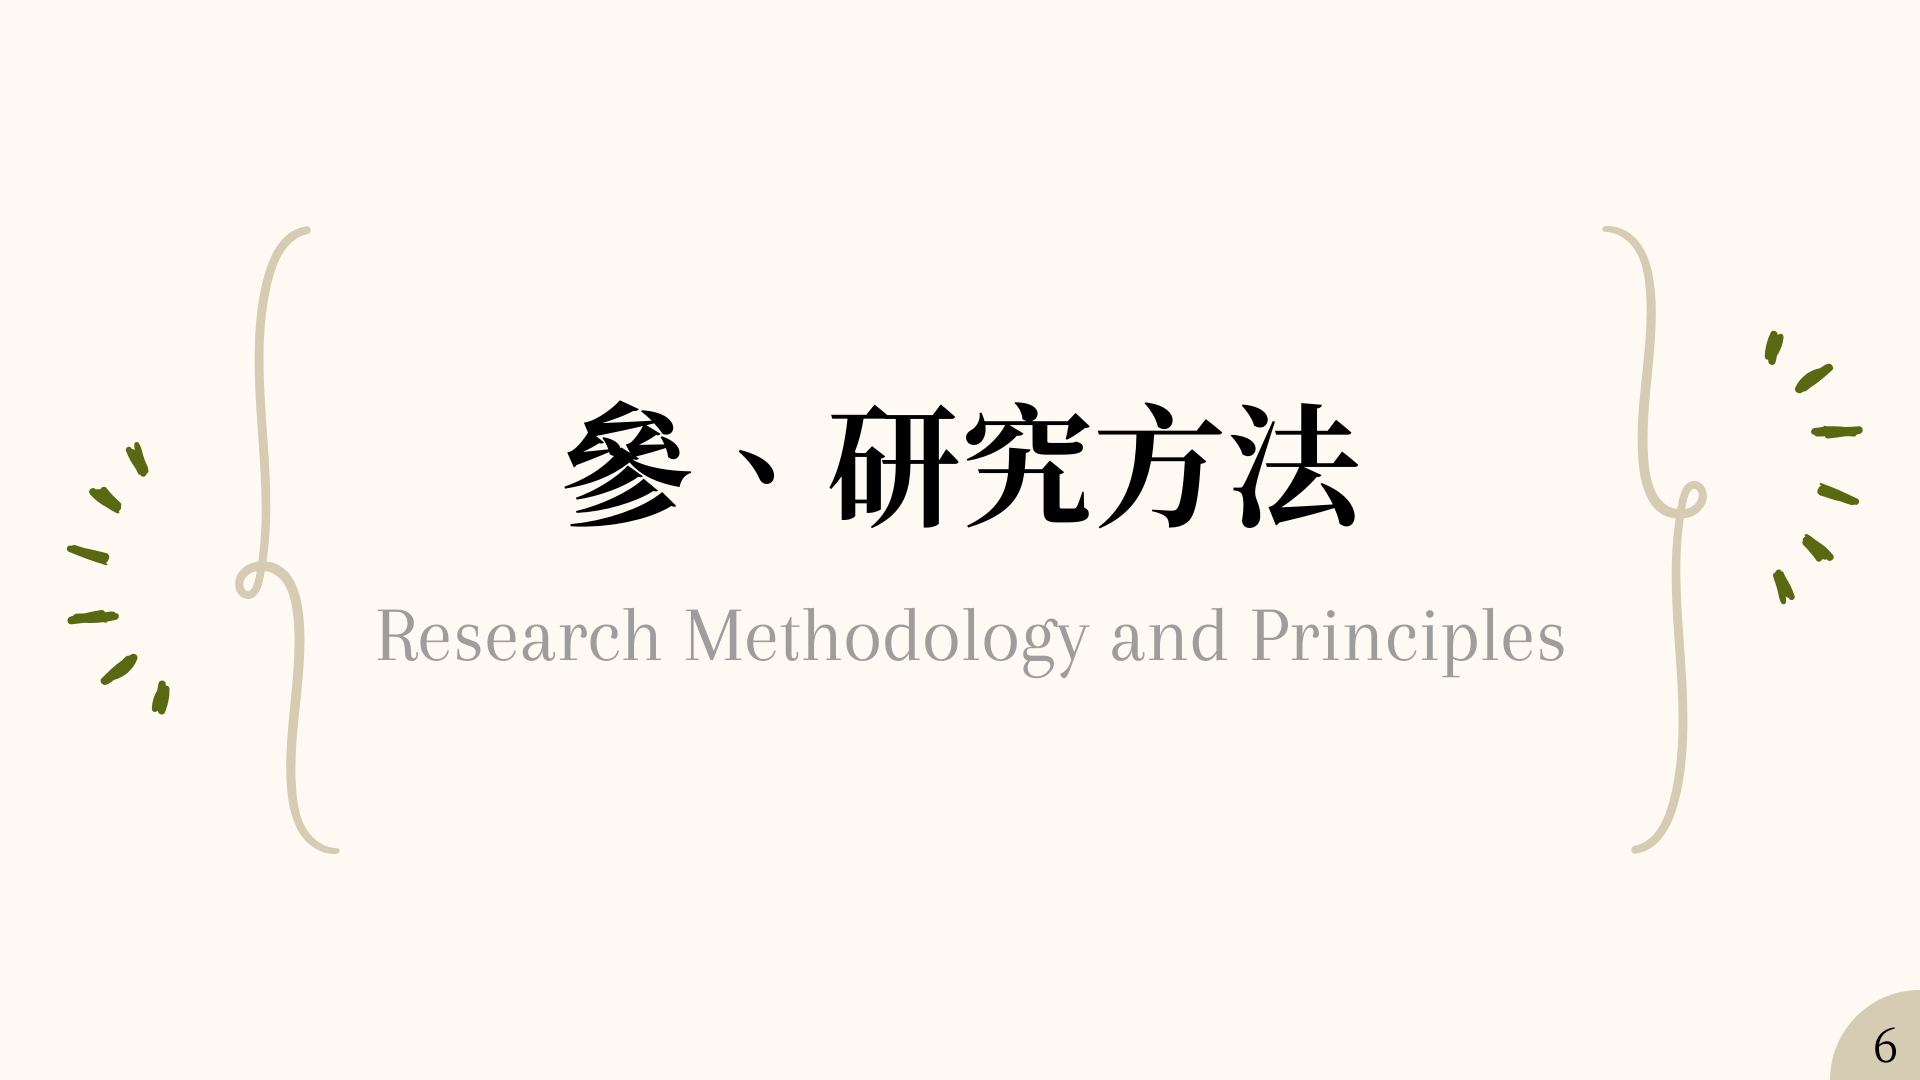 參、研究方法
Research Methodology and Principles
6